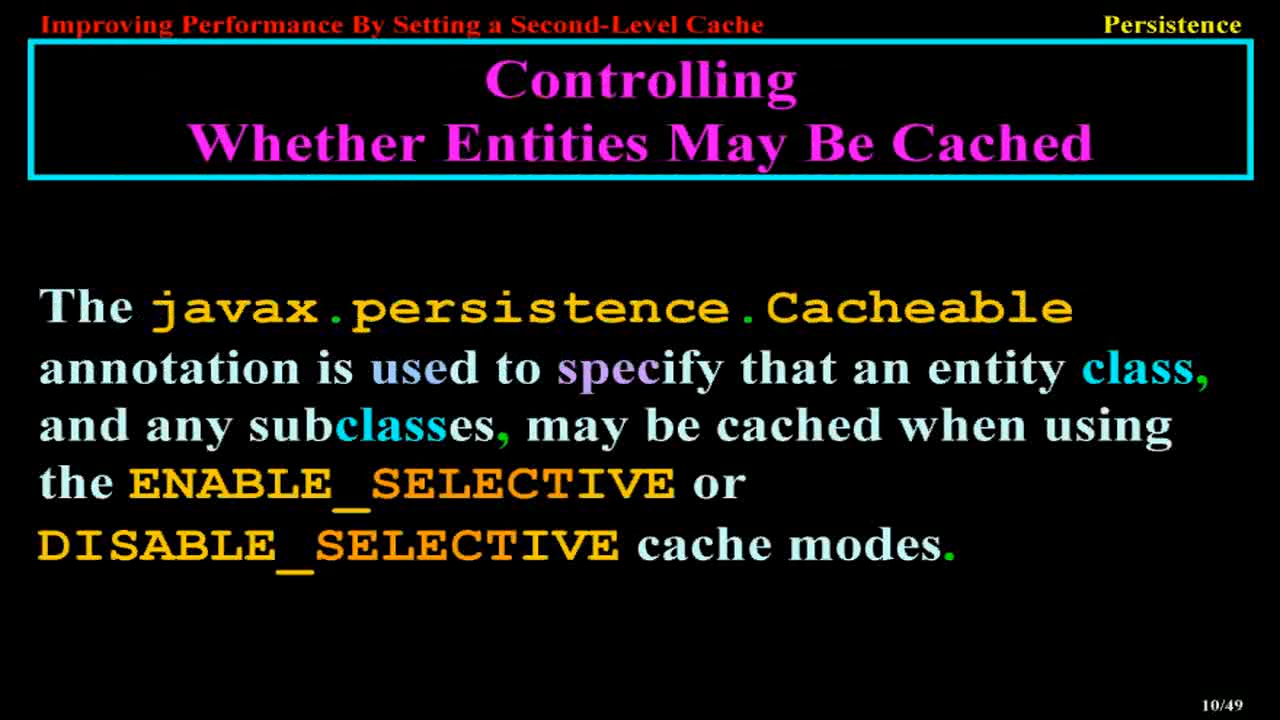 Improving Performance By Setting a Second-Level Cache
Persistence
Controlling
Whether Entities May Be Cached
The javax.persistence.Cacheable
annotation is used to specify that an entity class,
and any subclasses, may be cached when using
the ENABLE_SELECTIVE or
DISABLE_SELECTIVE cache modes.
10/49